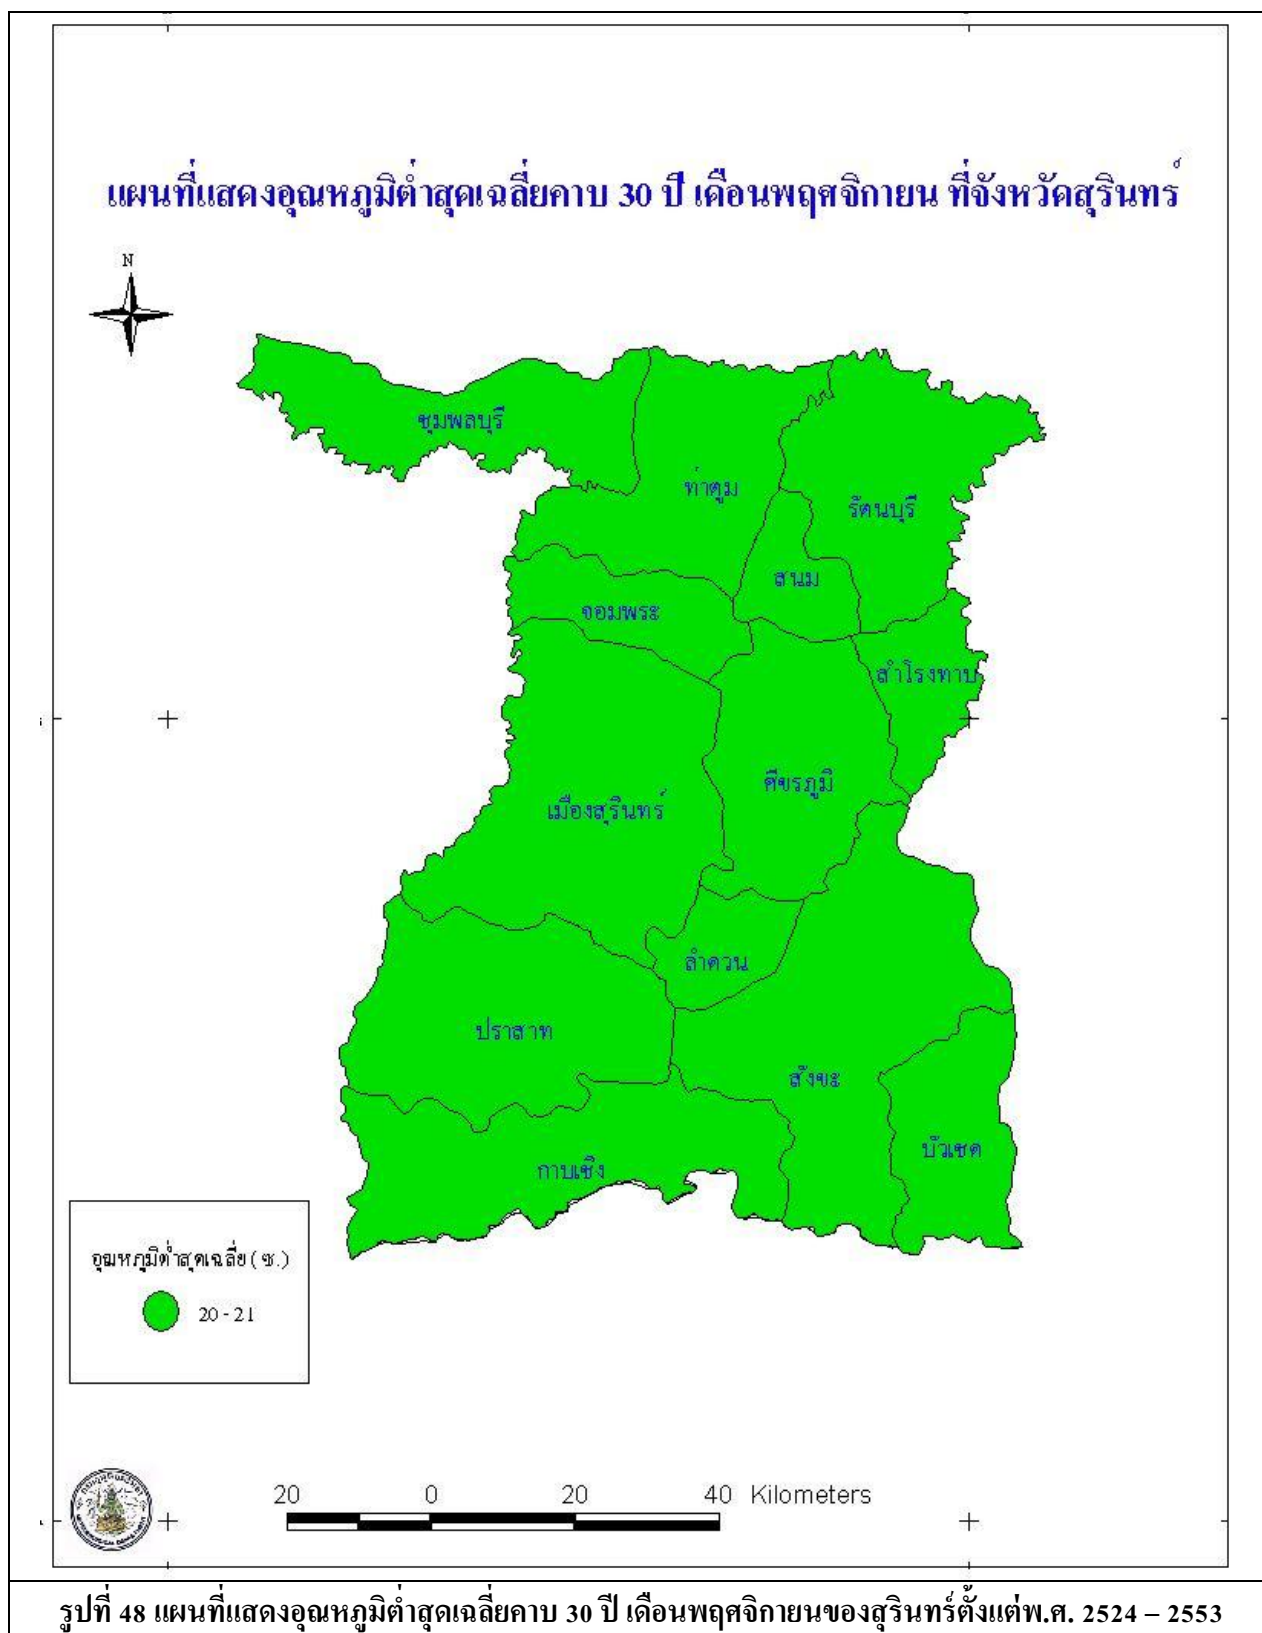 แผนที่แสดงอุณหภูมิต่ำสุดเฉลี่ยคาบ 30 ปี เดือนพฤศจิกายน ที่จังหวัดสุรินทร์
N
ชุมพลบุรี
ท่าตูม
รัตนบุรี
สนม
จอมพระ
สำโรงทาบ
ศีขรภูมิ
เมืองสุรินทร์
ลำดวน
ปราสาท
สังขะ
บัวเชด
กาบเชิง
อุฌหภูมิต่ำสุดเฉลี่ย ( ซ.)
20 - 21
20 0 20 40 Kilometers
รูปที่ 48 แผนที่แสดงอุณหภูมิต่ำสุดเฉลี่ยคาบ 30 ปี เดือนพฤศจิกายนของสุรินทร์ตั้งแต่พ.ศ. 2524 – 2553